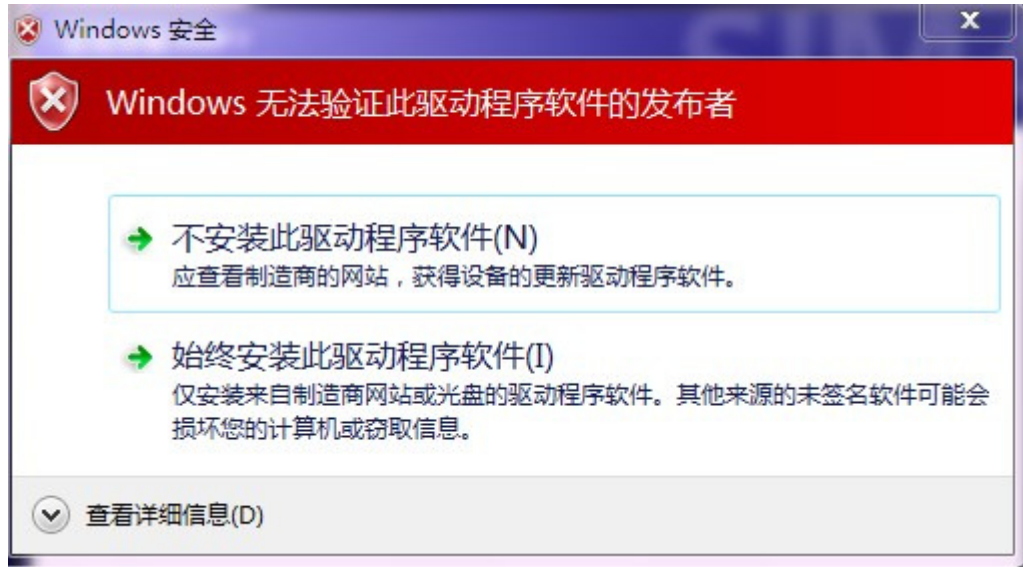 Windows 安全
Windows 无法验证此驱动程序软件的发布者
不安装此驱动程序软件(N)
应查看制造商的网站，获得设备的更新驱动程序软件。
始终安装此驱动程序软件(I)
仅安装来自制造商网站或光盘的驱动程序软件。其他来源的未签名软件可能会
损坏您的计算机或窃取信息。
查看详细信息(D)